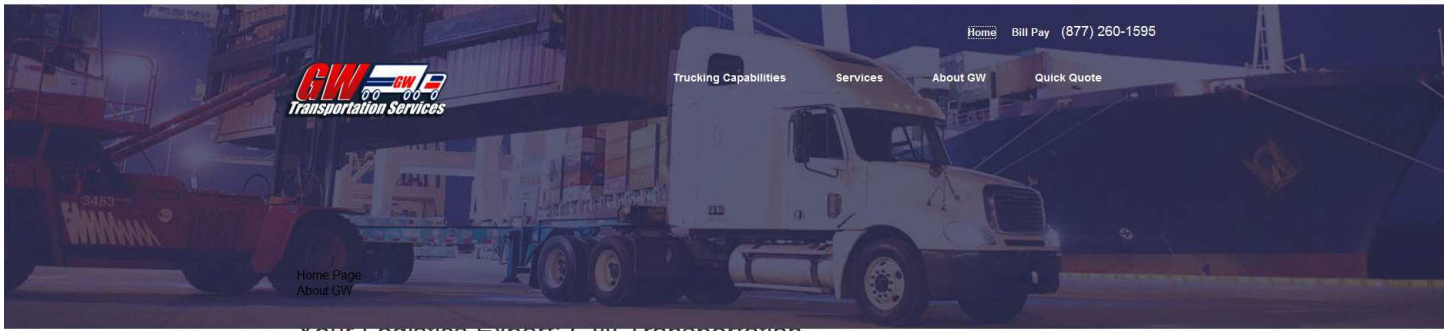 Home Bill Pay (877) 260-1595
GW GW
Transportation Services
Trucking Capabilities Services About GW Quick Quote
3453
Home Page
About GW